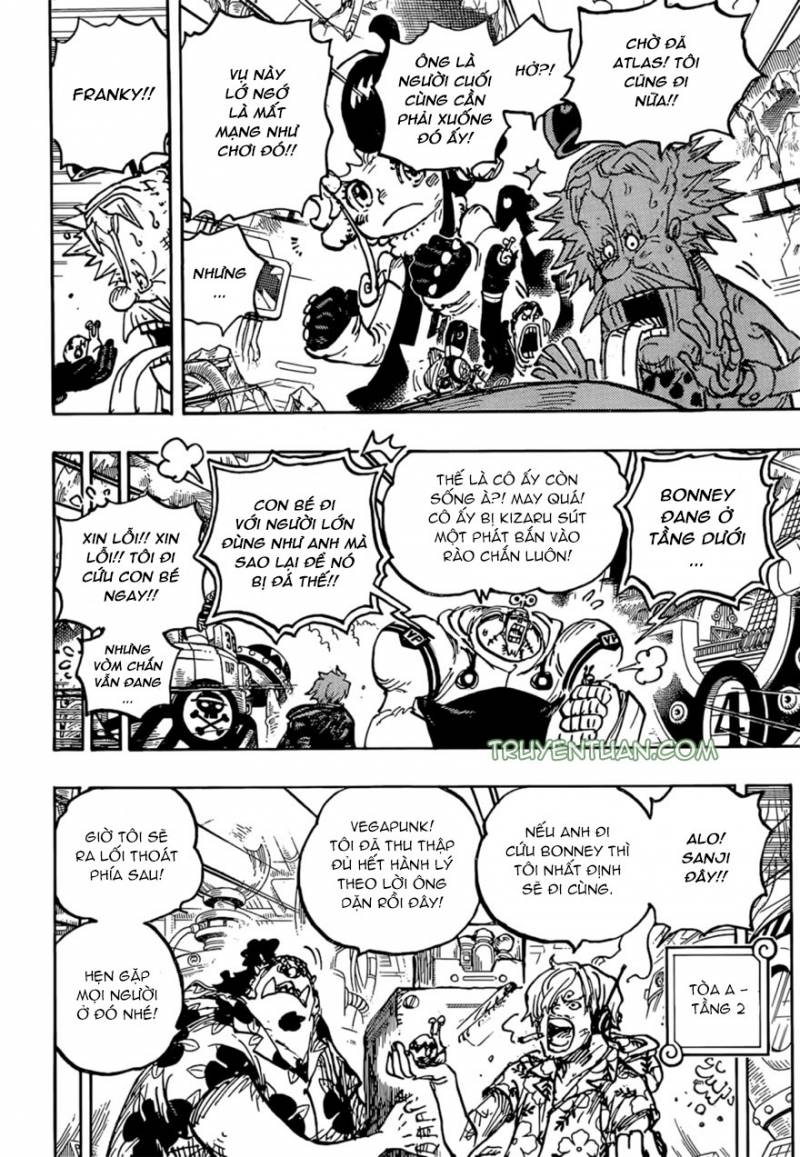 CHỜ ĐÃ
ATLAS! TÔI
CŨNG ĐI
NỮA!!
HỞ?!
ÔNG LÀ
NGƯỜI CUỐI
CÙNG CẦN
PHẢI XUỐNG
ĐÓ ẤY!
VỤ NÀY
LỚ NGỚ
LÀ MẤT
MẠNG NHƯ
CHƠI ĐÓ!!
NHƯNG
...
FRANKY!!
BONNEY
ĐANG Ở
TẦNG DƯỚI
...
THẾ LÀ CÔ ẤY CÒN
SỐNG À?! MAY QUÁ!
CÔ ẤY BỊ KIZARU SÚT
MỘT PHÁT BẮN VÀO
RÀO CHẮN LUÔN!
CON BÉ ĐI
VỚI NGƯỜI LỚN
ĐÙNG NHƯ ANH MÀ
SAO LẠI ĐỂ NÓ
BỊ ĐÁ THẾ!!
XIN LỖI!! XIN
LỖI!! TÔI ĐI
CỨU CON BÉ
NGAY!!
NHƯNG
VÒM CHẮN
VẪN ĐANG
...
TRUYENTUAN.COM
ALO!
SANJI
ĐÂY!!
NẾU ANH ĐI
CỨU BONNEY THÌ
TÔI NHẤT ĐỊNH
SẼ ĐI CÙNG.
VEGAPUNK!
TÔI ĐÃ THU THẬP
ĐỦ HẾT HÀNH LÝ
THEO LỜI ÔNG
DẶN RỒI ĐÂY!
GIỜ TÔI SẼ
RA LỐI THOÁT
PHÍA SAU!
HẸN GẶP
MỌI NGƯỜI
Ở ĐÓ NHÉ!
TÒA A -
TẦNG 2